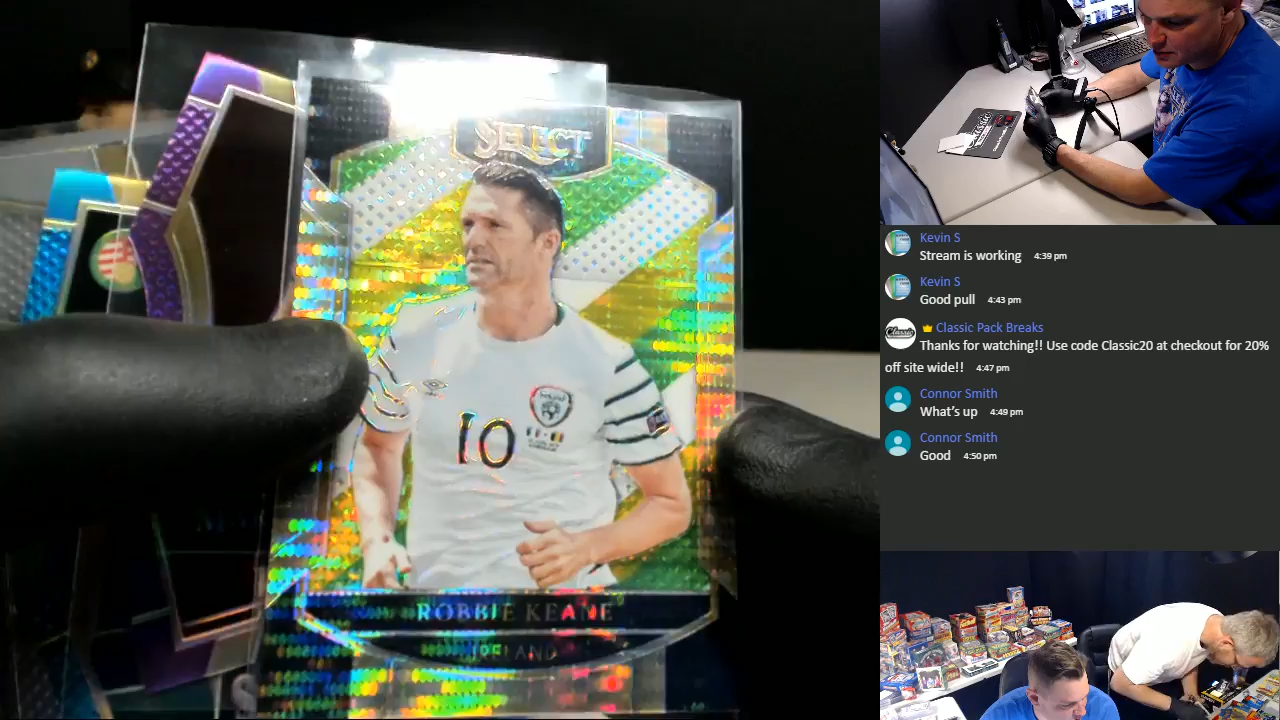 SELECT
10
ROBBIE KEANE
IRELAND
Kevin S
Stream is working 4:39 pm
Kevin S
Good pull 4:43 pm
Classic Pack Breaks
Thanks for watching!! Use code Classic20 at checkout for 20%
off site wide!! 4:47 pm
Connor Smith
What's up 4:49 pm
Connor Smith
Good 4:50 pm